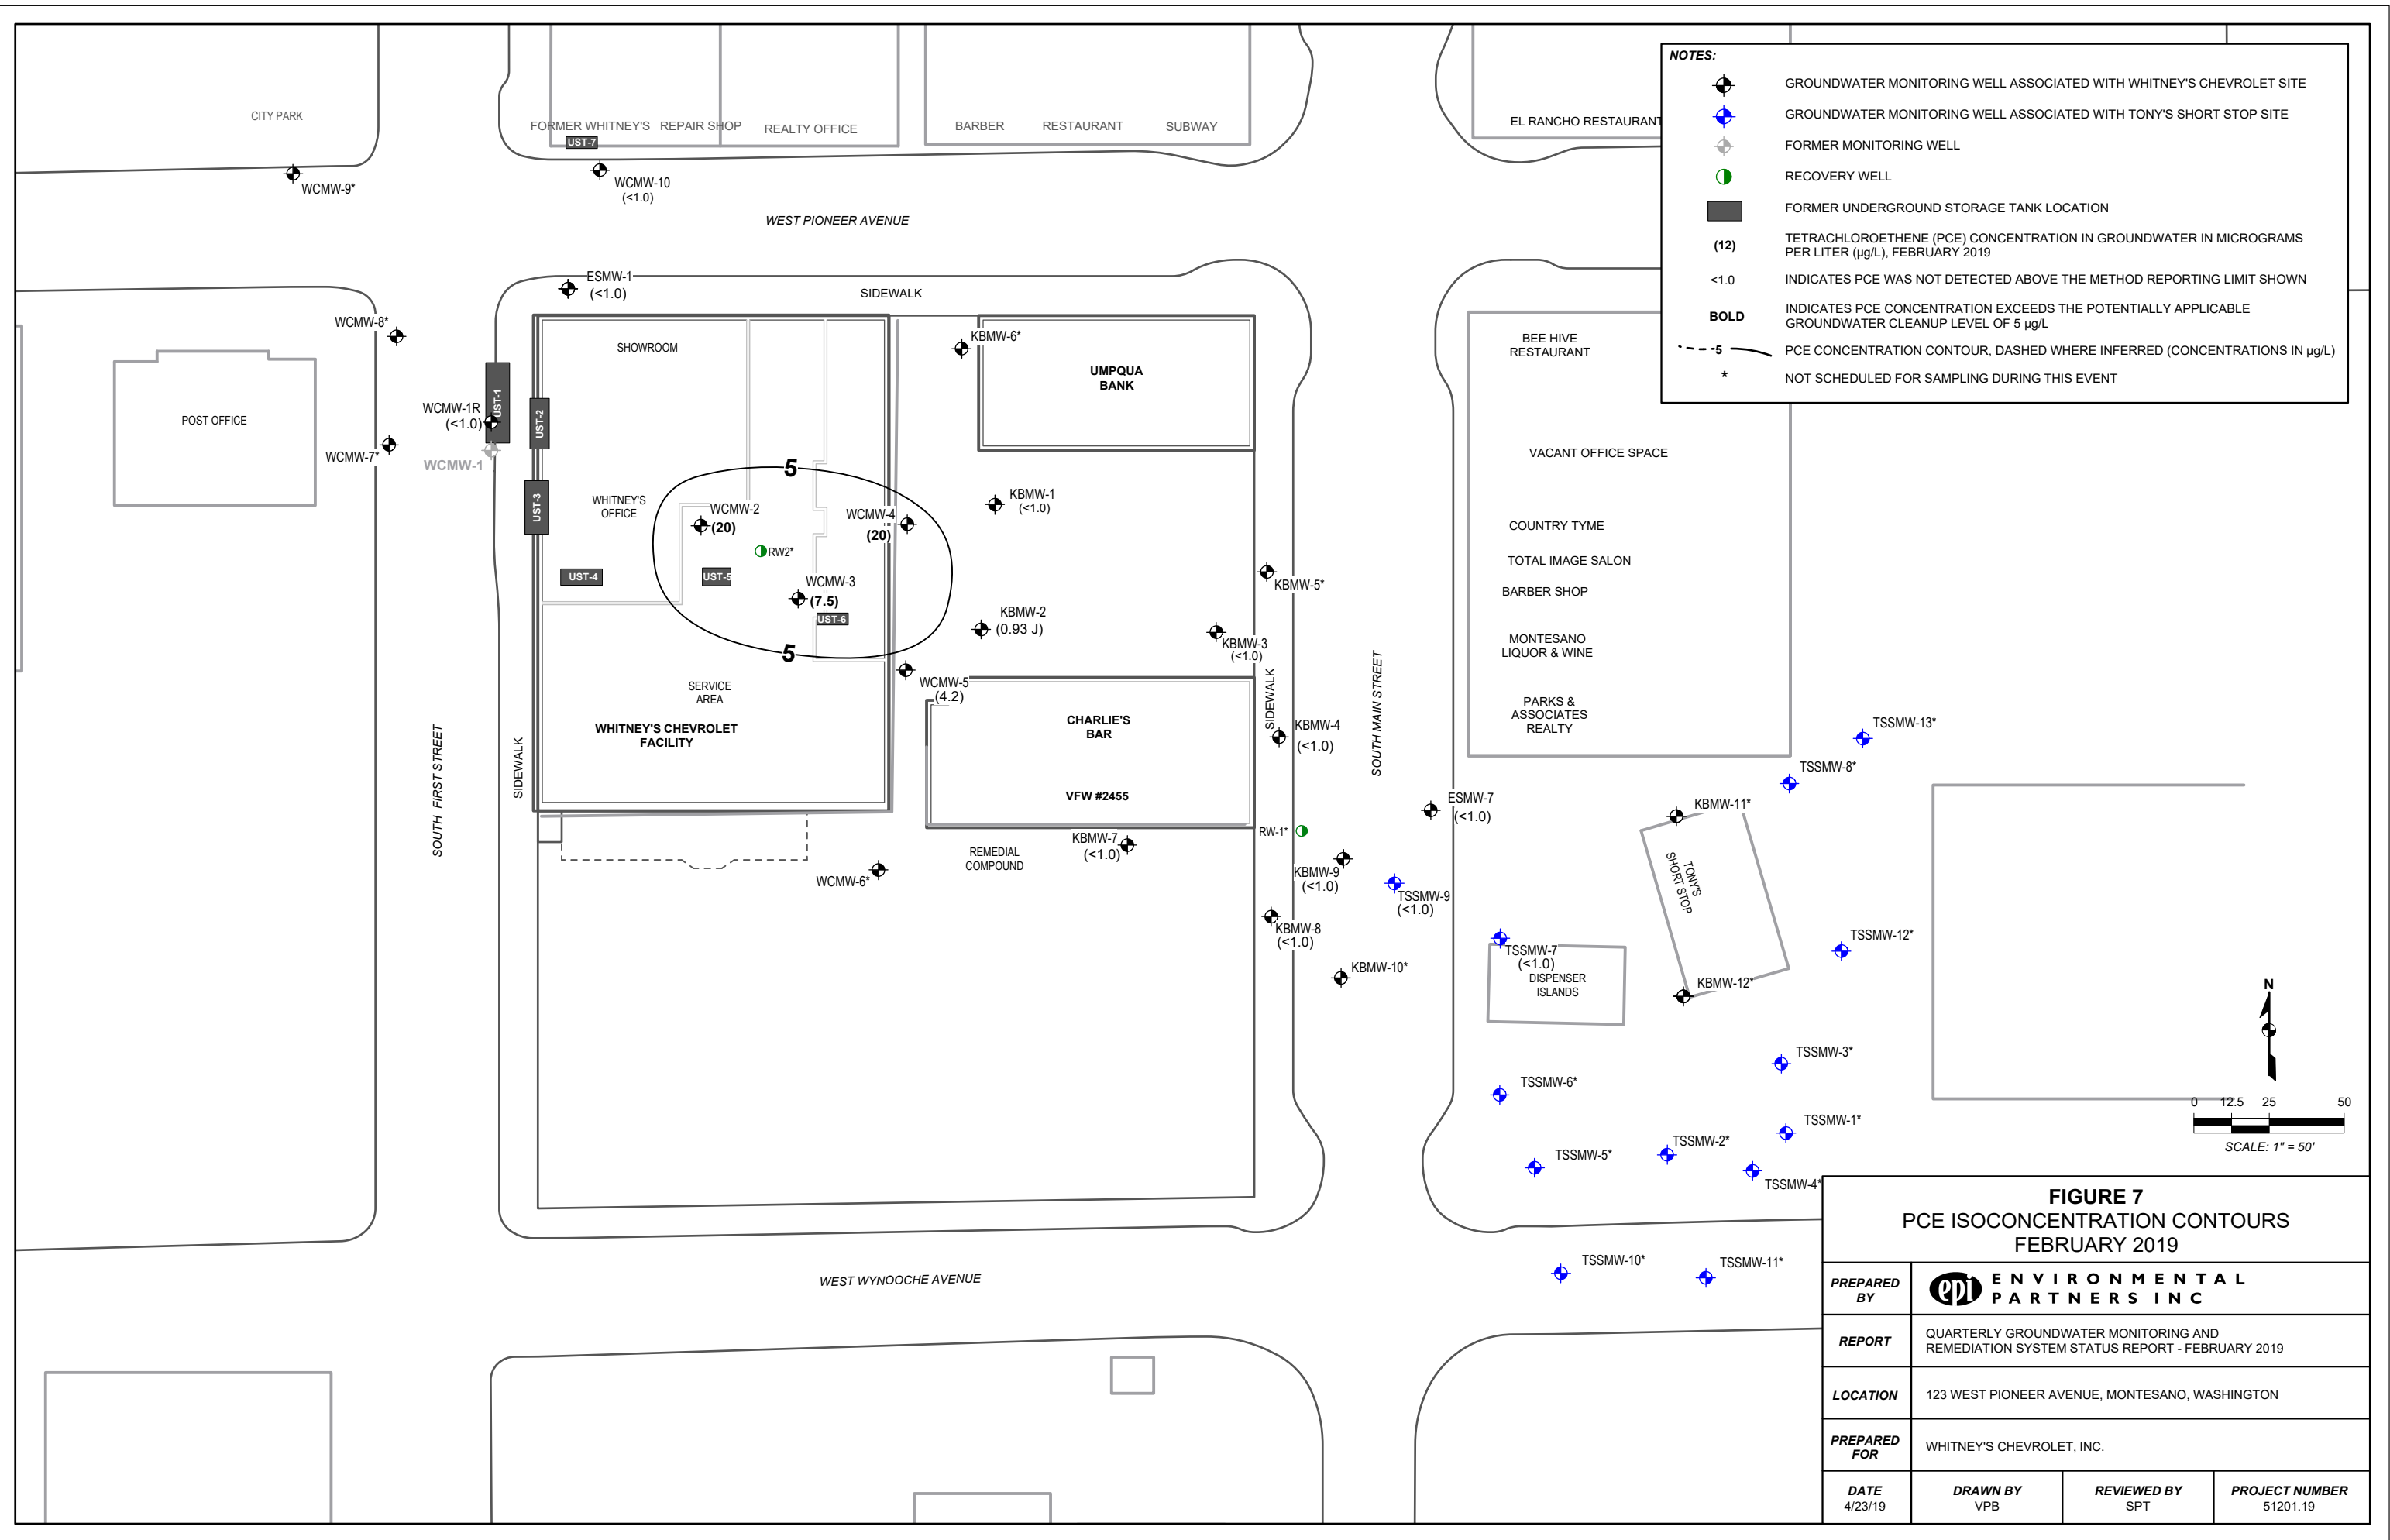 NOTES:
GROUNDWATER MONITORING WELL ASSOCIATED WITH WHITNEY'S CHEVROLET SITE
GROUNDWATER MONITORING WELL ASSOCIATED WITH TONY'S SHORT STOP SITE
FORMER MONITORING WELL
RECOVERY WELL
FORMER UNDERGROUND STORAGE TANK LOCATION
(12) TETRACHLOROETHENE (PCE) CONCENTRATION IN GROUNDWATER IN MICROGRAMS
PER LITER (µg/L), FEBRUARY 2019
<1.0 INDICATES PCE WAS NOT DETECTED ABOVE THE METHOD REPORTING LIMIT SHOWN
BOLD INDICATES PCE CONCENTRATION EXCEEDS THE POTENTIALLY APPLICABLE
GROUNDWATER CLEANUP LEVEL OF 5 µg/L
5 PCE CONCENTRATION CONTOUR, DASHED WHERE INFERRED (CONCENTRATIONS IN µg/L)
* NOT SCHEDULED FOR SAMPLING DURING THIS EVENT
CITY PARK
FORMER WHITNEY'S REPAIR SHOP
REALTY OFFICE
BARBER
RESTAURANT
SUBWAY
EL RANCHO RESTAURANT
UST-7
WCMW-9*
WCMW-10
(<1.0)
WEST PIONEER AVENUE
ESMW-1
(<1.0)
SIDEWALK
WCMW-8*
SHOWROOM
KBMW-6*
UMPQUA
BANK
BEE HIVE
RESTAURANT
POST OFFICE
WCMW-1R
(<1.0)
UST-1
UST-2
WCMW-7*
WCMW-1
UST-3
VACANT OFFICE SPACE
5
WHITNEY'S
OFFICE
WCMW-2
(20)
WCMW-4
(20)
KBMW-1
(<1.0)
RW2*
COUNTRY TYME
TOTAL IMAGE SALON
BARBER SHOP
UST-4
UST-5
WCMW-3
(7.5)
UST-6
KBMW-5*
KBMW-2
(0.93 J)
KBMW-3
(<1.0)
MONTESANO
LIQUOR & WINE
5
WCMW-5
(4.2)
SERVICE
AREA
WHITNEY'S CHEVROLET
FACILITY
CHARLIE'S
BAR
VFW #2455
SIDEWALK
SOUTH MAIN STREET
KBMW-4
(<1.0)
PARKS &
ASSOCIATES
REALTY
TSSMW-13*
TSSMW-8*
SOUTH FIRST STREET
SIDEWALK
ESMW-7
(<1.0)
KBMW-11*
RW-1*
KBMW-7
(<1.0)
REMEDIAL
COMPOUND
WCMW-6*
KBMW-9
(<1.0)
TSSMW-9
(<1.0)
TONY'S
SHORT STOP
KBMW-8
(<1.0)
TSSMW-7
(<1.0)
DISPENSER
ISLANDS
TSSMW-12*
KBMW-10*
KBMW-12*
N
TSSMW-3*
TSSMW-6*
0 12.5 25 50
SCALE: 1" = 50'
TSSMW-1*
TSSMW-2*
TSSMW-5*
TSSMW-4*
TSSMW-10*
TSSMW-11*
WEST WYNOOCHE AVENUE
FIGURE 7
PCE ISOCONCENTRATION CONTOURS
FEBRUARY 2019
PREPARED
BY
epi ENVIRONMENTAL
PARTNERS INC
REPORT
QUARTERLY GROUNDWATER MONITORING AND
REMEDIATION SYSTEM STATUS REPORT - FEBRUARY 2019
LOCATION
123 WEST PIONEER AVENUE, MONTESANO, WASHINGTON
PREPARED
FOR
WHITNEY'S CHEVROLET, INC.
DATE
4/23/19
DRAWN BY
VPB
REVIEWED BY
SPT
PROJECT NUMBER
51201.19